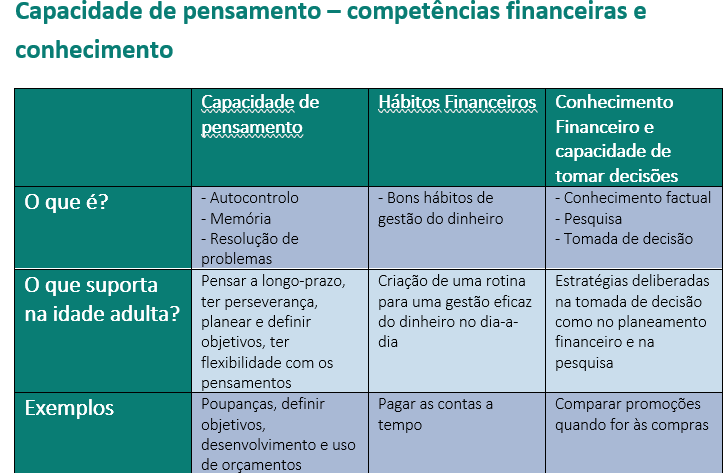 Capacidade de pensamento – competências financeiras e
conhecimento
Capacidade de
pensamento
Hábitos Financeiros
Conhecimento
Financeiro e
capacidade de
tomar decisões
O que é?
- Autocontrolo
- Memória
- Resolução de
problemas
- Bons hábitos de
gestão do dinheiro
- Conhecimento factual
- Pesquisa
- Tomada de decisão
O que suporta
na idade adulta?
Pensar a longo-prazo,
ter perseverança,
planear e definir
objetivos, ter
flexibilidade com os
pensamentos
Criação de uma rotina
para uma gestão eficaz
do dinheiro no dia-a-
dia
Estratégias deliberadas
na tomada de decisão
como no planeamento
financeiro e na
pesquisa
Exemplos
Poupanças, definir
objetivos,
desenvolvimento e uso
de orçamentos
Pagar as contas a
tempo
Comparar promoções
quando for às compras